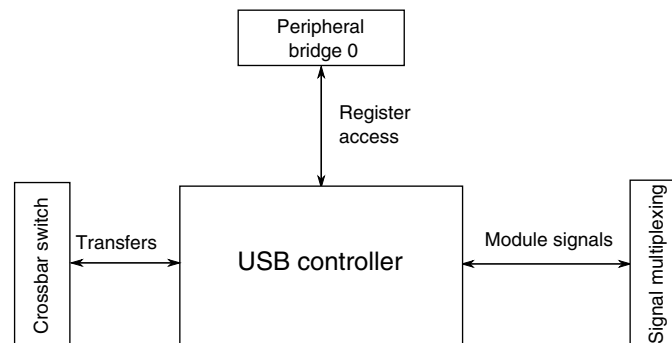 Peripheral
bridge 0
Register
access
Crossbar switch
Transfers
USB controller
Module signals
Signal multiplexing